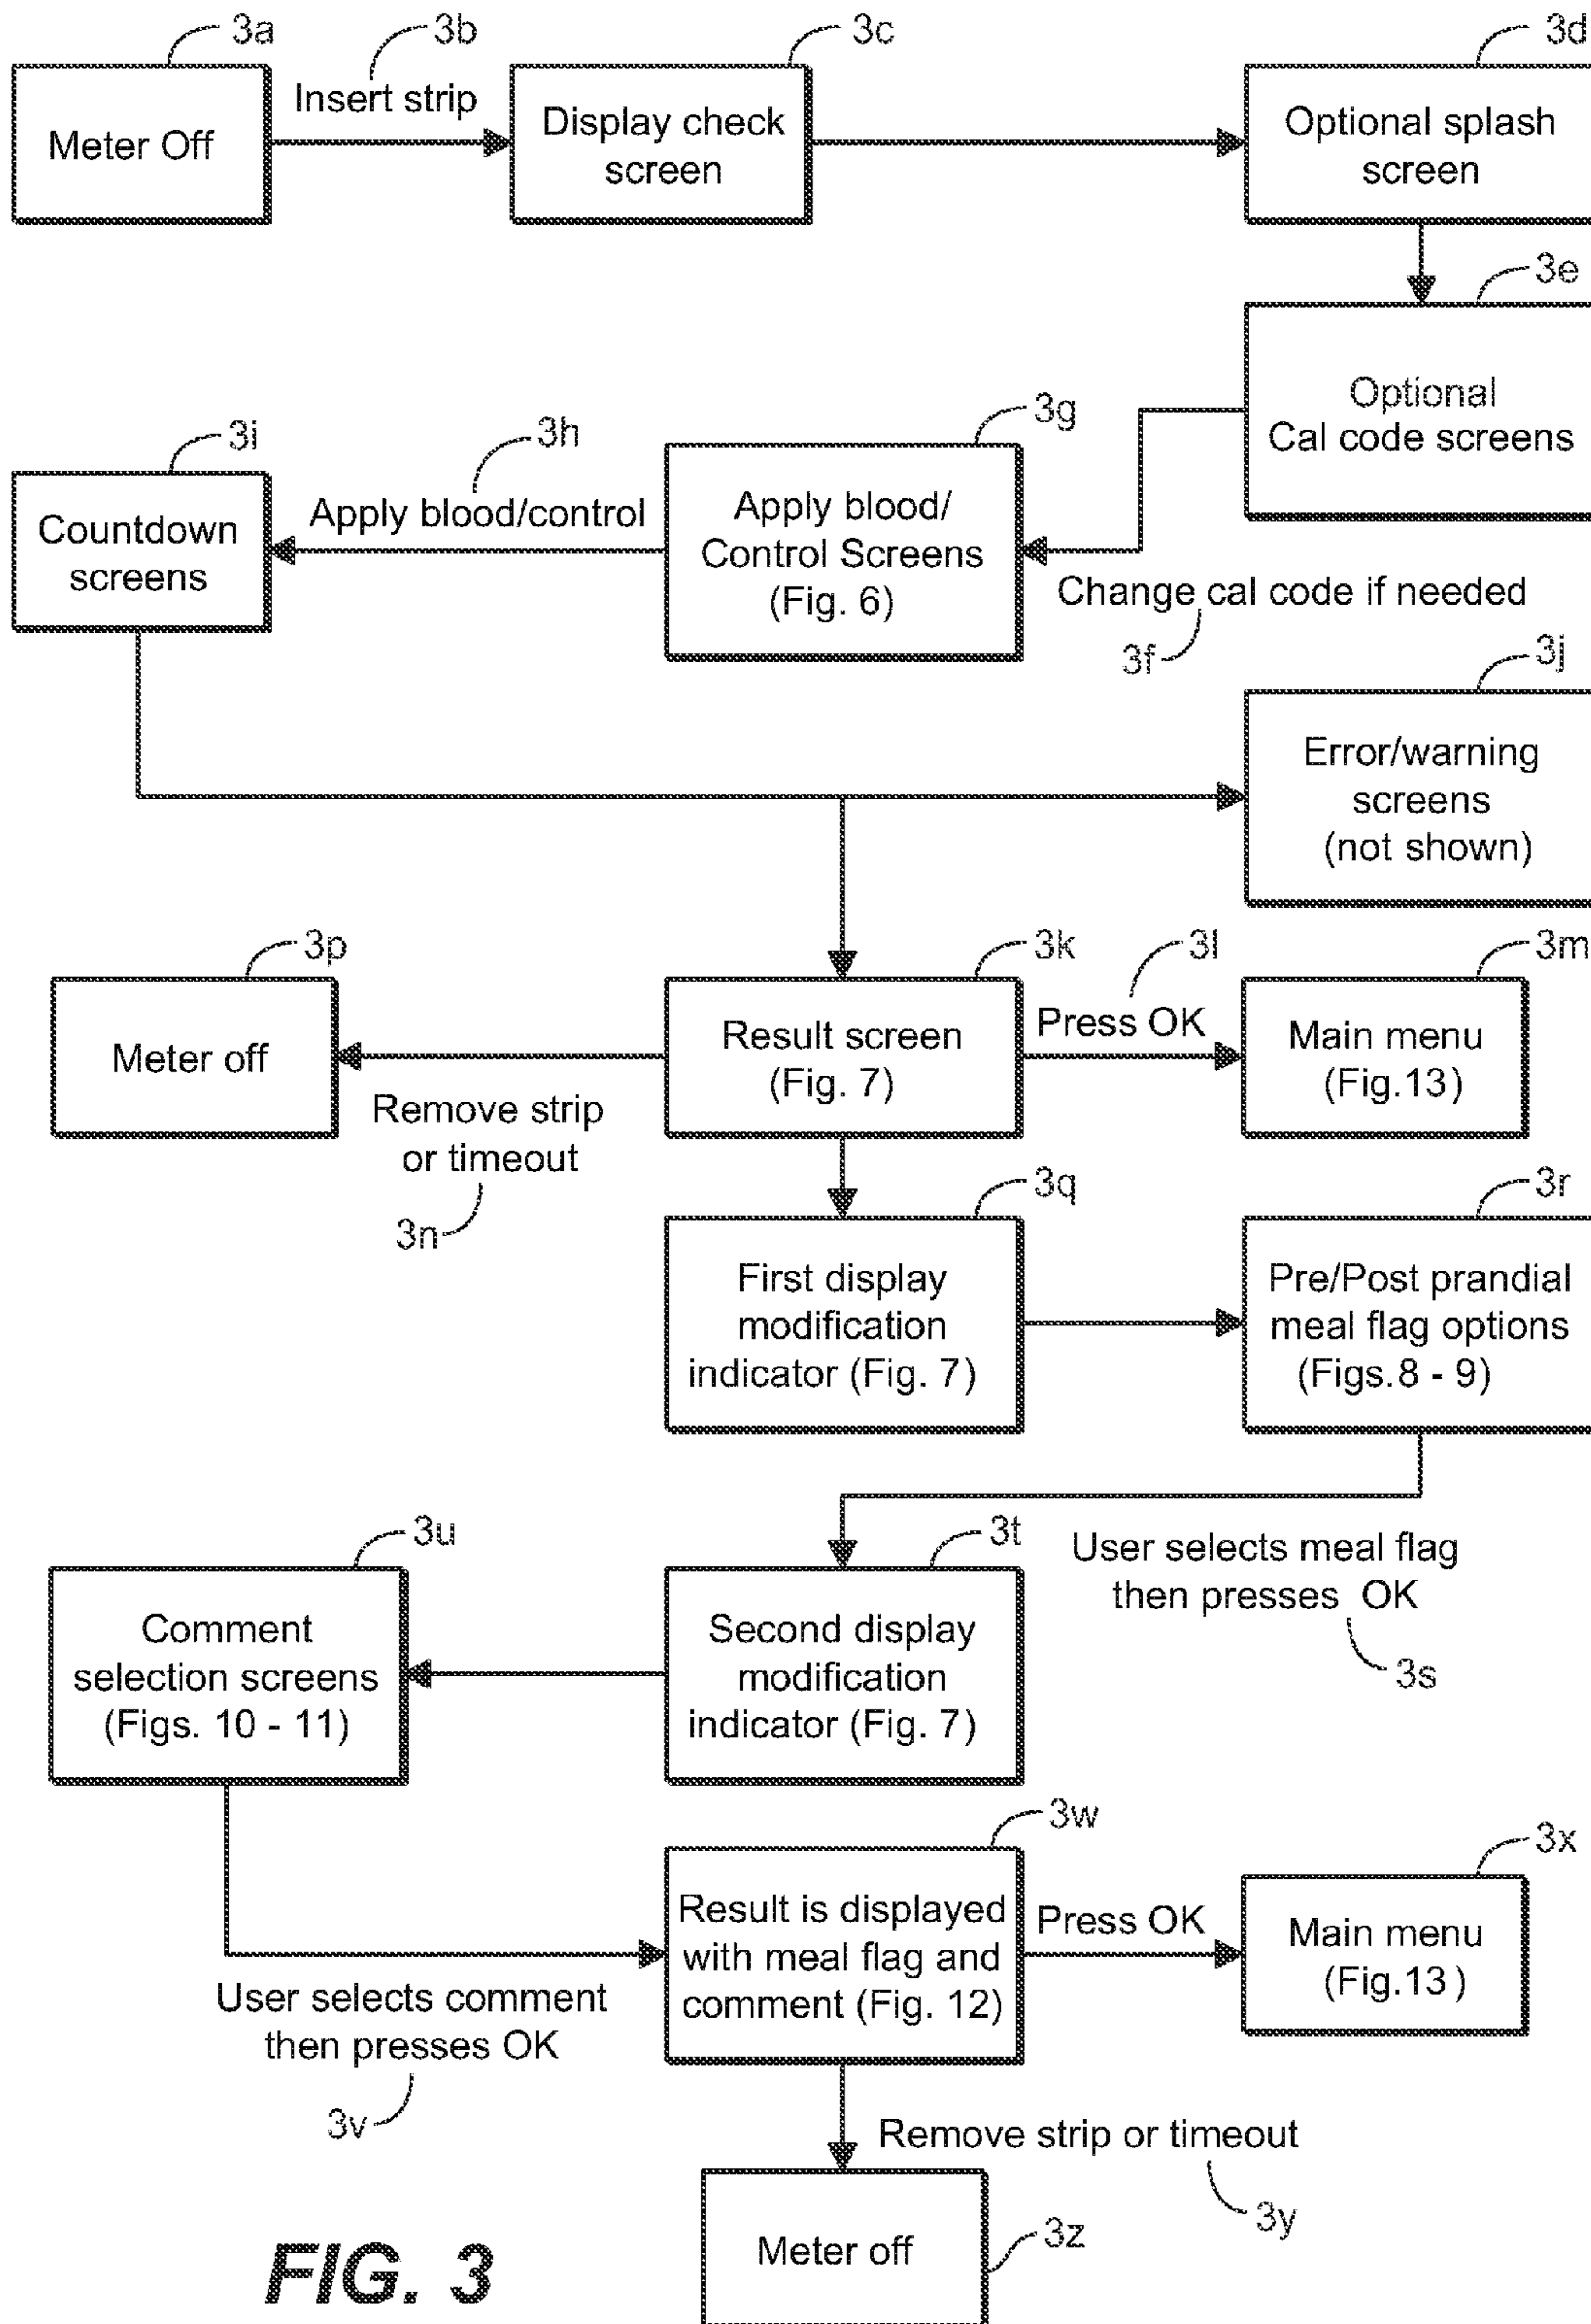 3a
3b
3c
3d
Meter Off
Insert strip
Display check
screen
Optional splash
screen
3e
Optional
Cal code screens
3i
3h
3g
Countdown
screens
Apply blood/control
Apply blood/
Control Screens
(Fig. 6)
Change cal code if needed
3f
3j
Error/warning
screens
(not shown)
3p
3k
3l
3m
Meter off
Result screen
(Fig. 7)
Press OK
Main menu
(Fig.13)
Remove strip
or timeout
3n
3q
3r
First display
modification
indicator (Fig. 7)
Pre/Post prandial
meal flag options
(Figs.8 - 9)
3u
3t
User selects meal flag
then presses OK
3s
Comment
selection screens
(Figs. 10 - 11)
Second display
modification
indicator (Fig. 7)
3w
3x
Result is displayed
with meal flag and
comment (Fig. 12)
Press OK
Main menu
(Fig.13)
User selects comment
then presses OK
3v
Remove strip or timeout
3y
Meter off
3z
FIG. 3